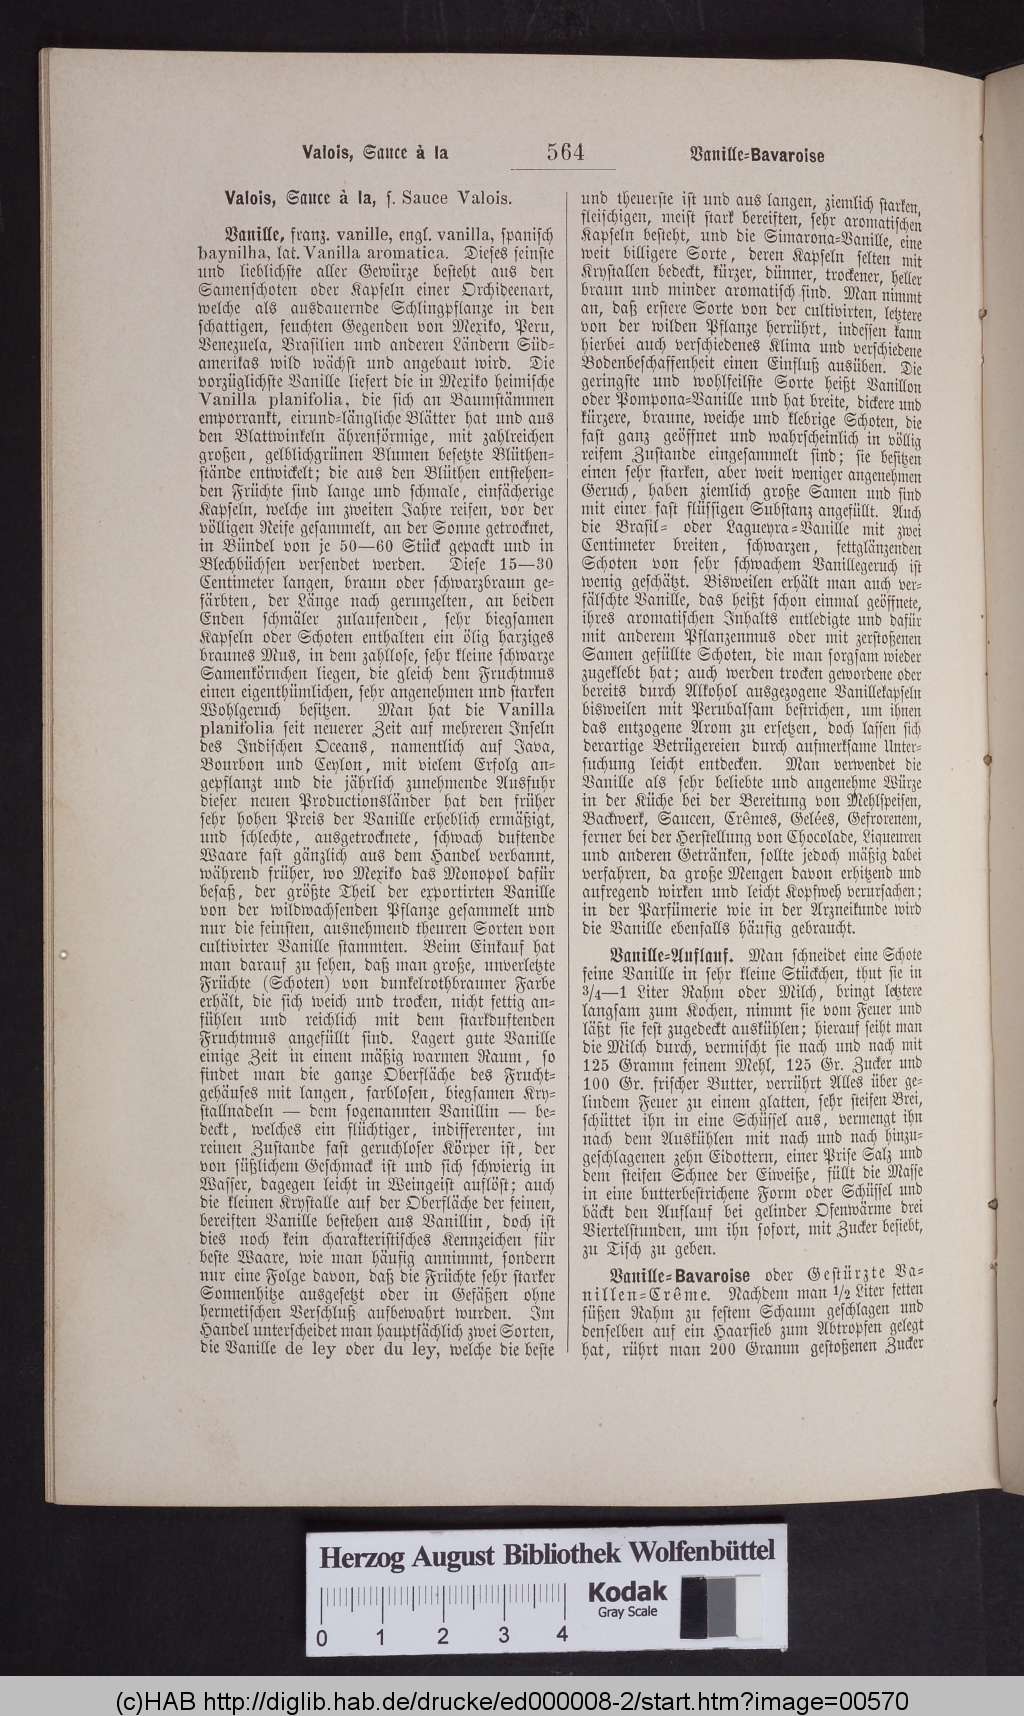 Valois, Sauce à la
564
Vanille-Bavaroise
Valois, Sauce à la, s. Sauce Valois.
Vanille, franz. vanille, engl. vanilla, spanisch
baynilha, lat. Vanilla aromatica. Dieses feinste
und lieblichste aller Gewürze besteht aus den
Samenschoten oder Kapseln einer Orchideenart,
welche als ausdauernde Schlingpflanze in den
schattigen, feuchten Gegenden von Mexiko, Peru,
Venezuela, Brasilien und anderen Ländern Süd-
amerikas wild wächst und angebaut wird. Die
vorzüglichste Vanille liefert die in Mexiko heimische
Vanilla planifolia, die sich an Baumstämmen
emporrankt, eirund-längliche Blätter hat und aus
den Blattwinkeln ährenförmige, mit zahlreichen
großen, gelblichgrünen Blumen besetzte Blüthen-
stände entwickelt; die aus den Blüthen entstehen-
den Früchte sind lange und schmale, einfächerige
Kapseln, welche im zweiten Jahre reifen, vor der
völligen Reife gesammelt, an der Sonne getrocknet,
in Bündel von je 50—60 Stück gepackt und in
Blechbüchsen versendet werden. Diese 15—30
Centimeter langen, braun oder schwarzbraun ge-
färbten, der Länge nach gerunzelten, an beiden
Enden schmäler zulaufenden, sehr biegsamen
Kapseln oder Schoten enthalten ein ölig harziges
braunes Mus, in dem zahllose, sehr kleine schwarze
Samenkörnchen liegen, die gleich dem Fruchtmus
einen eigenthümlichen, sehr angenehmen und starken
Wohlgeruch besitzen. Man hat die Vanilla
planifolia seit neuerer Zeit auf mehreren Inseln
des Indischen Oceans, namentlich auf Java,
Bourbon und Ceylon, mit vielem Erfolg an-
gepflanzt und die jährlich zunehmende Ausfuhr
dieser neuen Productionsländer hat den früher
sehr hohen Preis der Vanille erheblich ermäßigt,
und schlechte, ausgetrocknete, schwach duftende
Waare fast gänzlich aus dem Handel verbannt,
während früher, wo Mexiko das Monopol dafür
besaß, der größte Theil der exportirten Vanille
von der wildwachsenden Pflanze gesammelt und
nur die feinsten, ausnehmend theuren Sorten von
cultivirter Vanille stammten. Beim Einkauf hat
man darauf zu sehen, daß man große, unverletzte
Früchte (Schoten) von dunkelrothbrauner Farbe
erhält, die sich weich und trocken, nicht fettig an-
fühlen und reichlich mit dem starkduftenden
Fruchtmus angefüllt sind. Lagert gute Vanille
einige Zeit in einem mäßig warmen Raum, so
findet man die ganze Oberfläche des Frucht-
gehäuses mit langen, farblosen, biegsamen Kry-
stallnadeln — dem sogenannten Vanillin — be-
deckt, welches ein flüchtiger, indifferenter, im
reinen Zustande fast geruchloser Körper ist, der
von süßlichem Geschmack ist und sich schwierig in
Wasser, dagegen leicht in Weingeist auflöst; auch
die kleinen Krystalle auf der Oberfläche der feinen,
bereiften Vanille bestehen aus Vanillin, doch ist
dies noch kein charakteristisches Kennzeichen für
beste Waare, wie man häufig annimmt, sondern
nur eine Folge davon, daß die Früchte sehr starker
Sonnenhitze ausgesetzt oder in Gefäßen ohne
hermetischen Verschluß aufbewahrt wurden. Im
Handel unterscheidet man hauptsächlich zwei Sorten,
die Vanille de ley oder du ley, welche die beste
und theuerste ist und aus langen, ziemlich starken,
fleischigen, meist stark bereiften, sehr aromatischen
Kapseln besteht, und die Simarona-Vanille, eine
weit billigere Sorte, deren Kapseln selten mit
Krystallen bedeckt, kürzer, dünner, trockener, heller
braun und minder aromatisch sind. Man nimmt
an, daß erstere Sorte von der cultivirten, letztere
von der wilden Pflanze herrührt, indessen kann
hierbei auch verschiedenes Klima und verschiedene
Bodenbeschaffenheit einen Einfluß ausüben. Die
geringste und wohlfeilste Sorte heißt Vanillon
oder Pompona-Vanille und hat breite, dickere und
kürzere, braune, weiche und klebrige Schoten, die
fast ganz geöffnet und wahrscheinlich in völlig
reifem Zustande eingesammelt sind; sie besitzen
einen sehr starken, aber weit weniger angenehmen
Geruch, haben ziemlich große Samen und sind
mit einer fast flüssigen Substanz angefüllt. Auch
die Brasil- oder Lagueyra-Vanille mit zwei
Centimeter breiten, schwarzen, fettglänzenden
Schoten von sehr schwachem Vanillegeruch ist
wenig geschätzt. Bisweilen erhält man auch ver-
fälschte Vanille, das heißt schon einmal geöffnete,
ihres aromatischen Inhalts entledigte und dafür
mit anderem Pflanzenmus oder mit zerstoßenen
Samen gefüllte Schoten, die man sorgsam wieder
zugeklebt hat; auch werden trocken gewordene oder
bereits durch Alkohol ausgezogene Vanillekapseln
bisweilen mit Perubalsam bestrichen, um ihnen
das entzogene Arom zu ersetzen, doch lassen sich
derartige Betrügereien durch aufmerksame Unter-
suchung leicht entdecken. Man verwendet die
Vanille als sehr beliebte und angenehme Würze
in der Küche bei der Bereitung von Mehlspeisen,
Backwerk, Saucen, Crêmes, Gelées, Gefrorenem,
ferner bei der Herstellung von Chocolade, Liqueuren
und anderen Getränken, sollte jedoch mäßig dabei
verfahren, da große Mengen davon erhitzend und
aufregend wirken und leicht Kopfweh verursachen;
in der Parfümerie wie in der Arzneikunde wird
die Vanille ebenfalls häufig gebraucht.
Vanille-Auflauf. Man schneidet eine Schote
feine Vanille in sehr kleine Stückchen, thut sie in
3/4—1 Liter Rahm oder Milch, bringt letztere
langsam zum Kochen, nimmt sie vom Feuer und
läßt sie fest zugedeckt auskühlen; hierauf seiht man
die Milch durch, vermischt sie nach und nach mit
125 Gramm feinem Mehl, 125 Gr. Zucker und
100 Gr. frischer Butter, verrührt Alles über ge-
lindem Feuer zu einem glatten, sehr steifen Brei,
schüttet ihn in eine Schüssel aus, vermengt ihn
nach dem Auskühlen mit nach und nach hinzu-
geschlagenen zehn Eidottern, einer Prise Salz und
dem steifen Schnee der Eiweiße, füllt die Masse
in eine butterbestrichene Form oder Schüssel und
bäckt den Auflauf bei gelinder Ofenwärme drei
Viertelstunden, um ihn sofort, mit Zucker besiebt,
zu Tisch zu geben.
Vanille-Bavaroise oder Gestürzte Va-
nillen-Crême. Nachdem man 1/2 Liter fetten
süßen Rahm zu festem Schaum geschlagen und
denselben auf ein Haarsieb zum Abtropfen gelegt
hat, rührt man 200 Gramm gestoßenen Zucker
Herzog August Bibliothek Wolfenbüttel
Kodak
Gray Scale
0 1 2 3 4
(c)HAB http://diglib.hab.de/drucke/ed000008-2/start.htm?image=00570